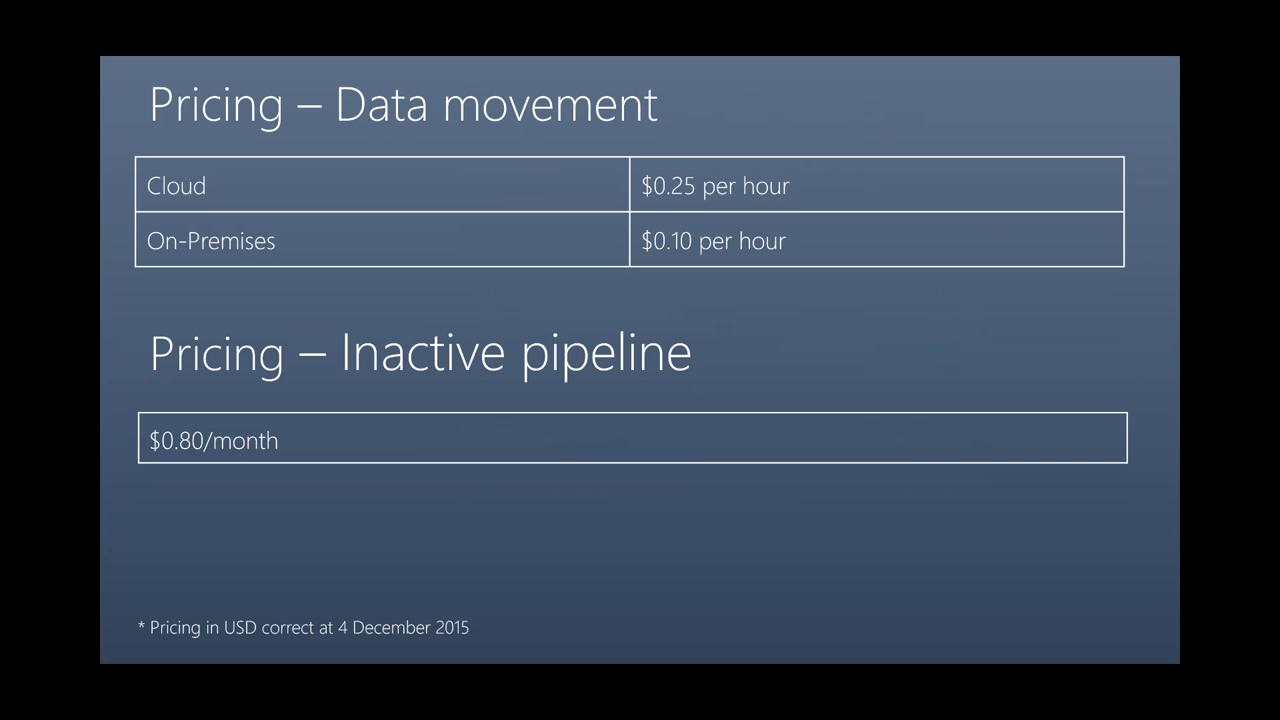 Pricing – Data movement
Cloud $0.25 per hour
On-Premises $0.10 per hour
Pricing – Inactive pipeline
$0.80/month
* Pricing in USD correct at 4 December 2015